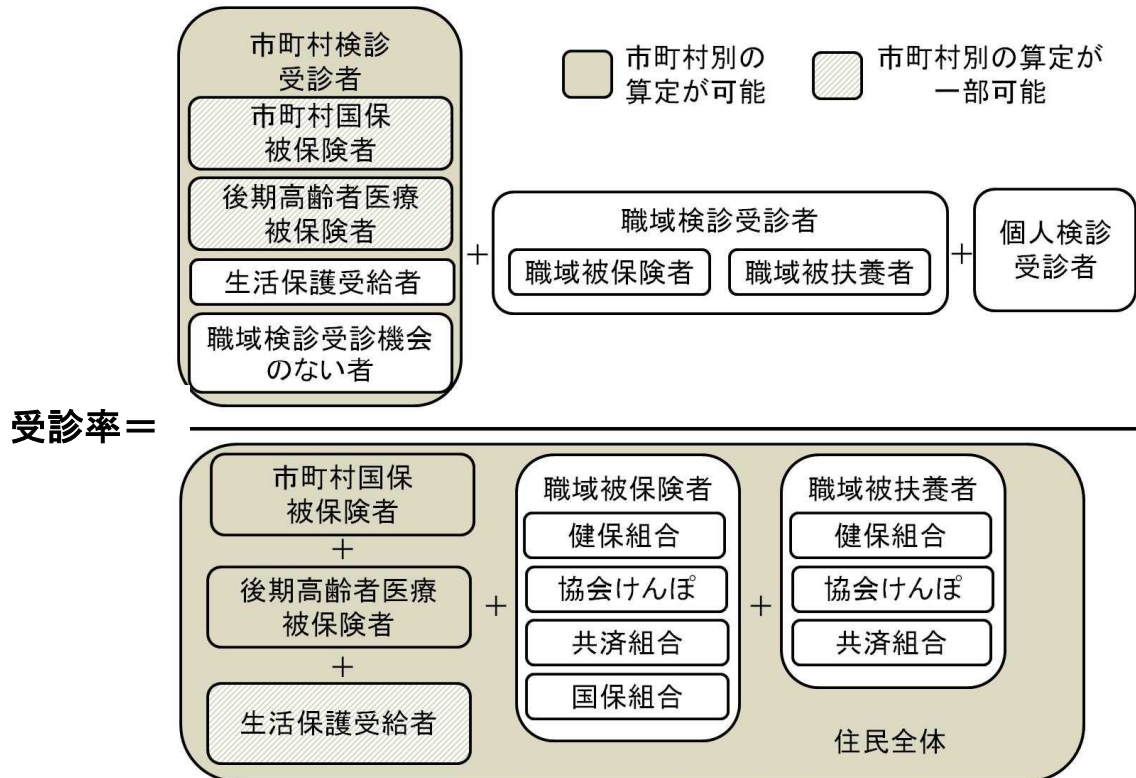 市町村検診
受診者
市町村国保
被保険者
後期高齢者医療
被保険者
生活保護受給者
職域検診受診機会
のない者
市町村別の
算定が可能
市町村別の算定が
一部可能
+
職域検診受診者
職域被保険者
職域被扶養者
+
個人検診
受診者
受診率=
市町村国保
被保険者
+
後期高齢者医療
被保険者
+
生活保護受給者
+
職域被保険者
健保組合
協会けんぽ
共済組合
国保組合
+
職域被扶養者
健保組合
協会けんぽ
共済組合
住民全体